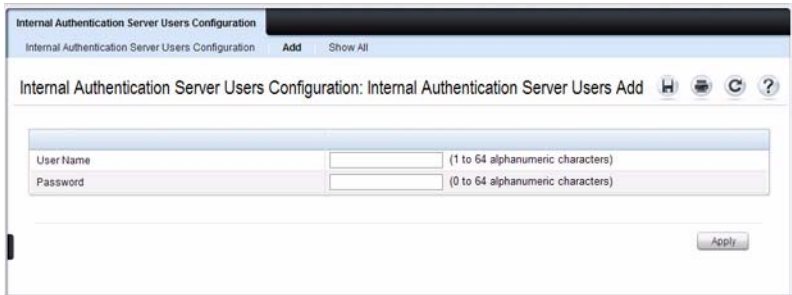 Internal Authentication Server Users Configuration
Internal Authentication Server Users Configuration Add Show All
Internal Authentication Server Users Configuration: Internal Authentication Server Users Add
User Name (1 to 64 alphanumeric characters)
Password (0 to 64 alphanumeric characters)
Apply